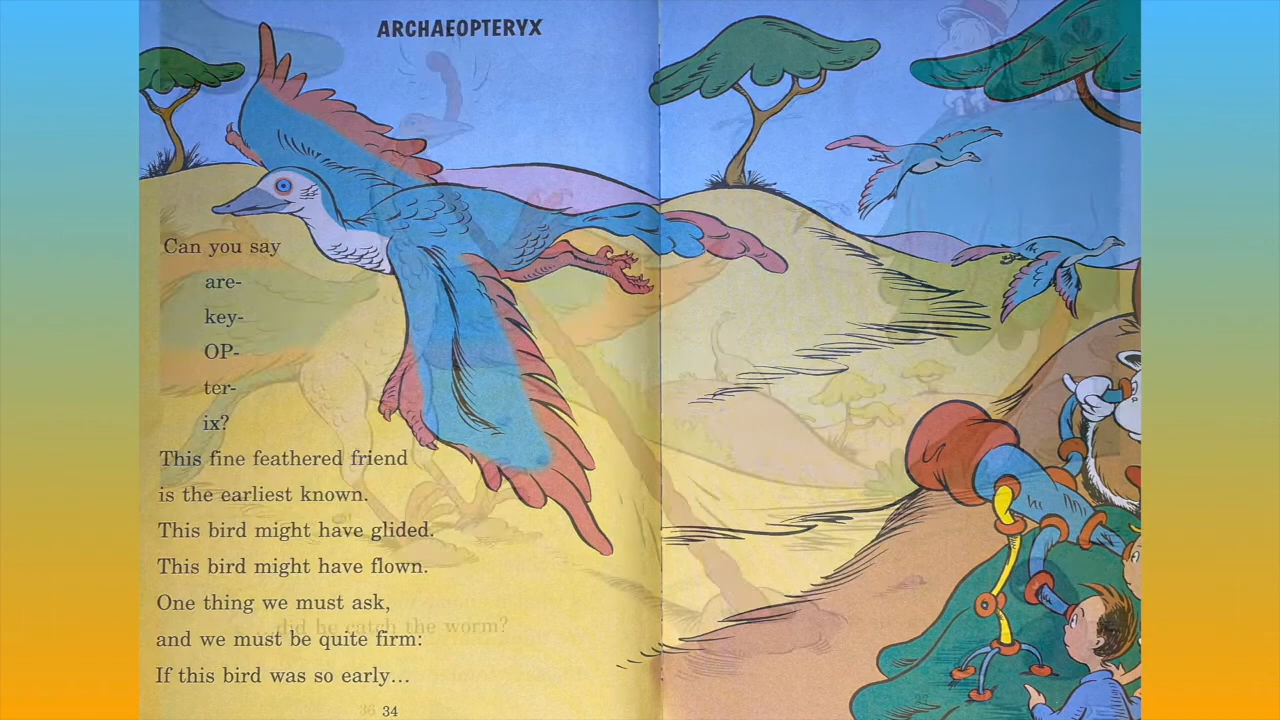 ARCHAEOPTERYX
Can you say
are-
key-
OP-
ter-
ix?
This fine feathered friend
is the earliest known.
This bird might have glided.
This bird might have flown.
One thing we must ask,
did he catch the worm?
and we must be quite firm:
If this bird was so early...
36 34